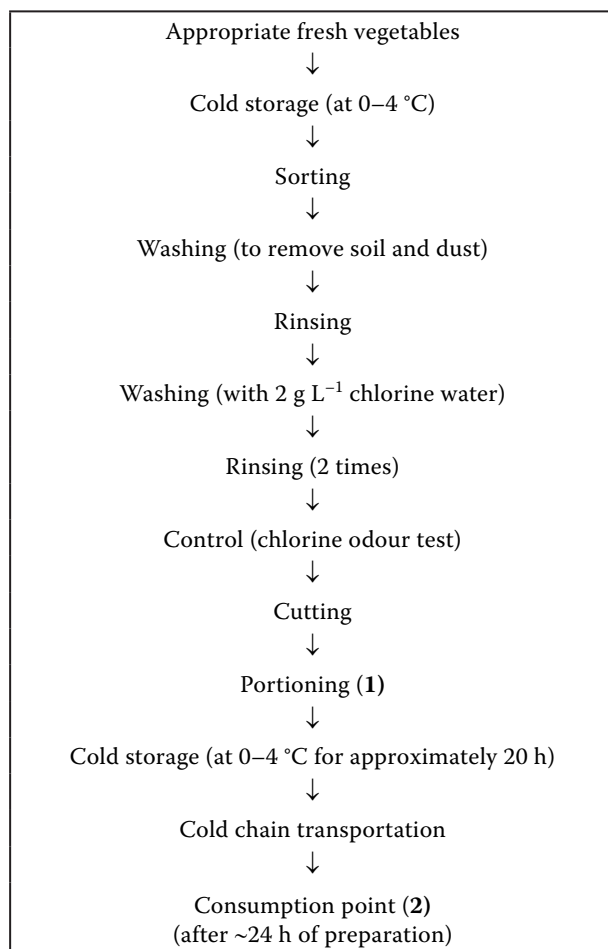 Appropriate fresh vegetables
↓
Cold storage (at 0–4 °C)
↓
Sorting
↓
Washing (to remove soil and dust)
↓
Rinsing
↓
Washing (with 2 g L⁻¹ chlorine water)
↓
Rinsing (2 times)
↓
Control (chlorine odour test)
↓
Cutting
↓
Portioning (1)
↓
Cold storage (at 0–4 °C for approximately 20 h)
↓
Cold chain transportation
↓
Consumption point (2)
(after ~24 h of preparation)